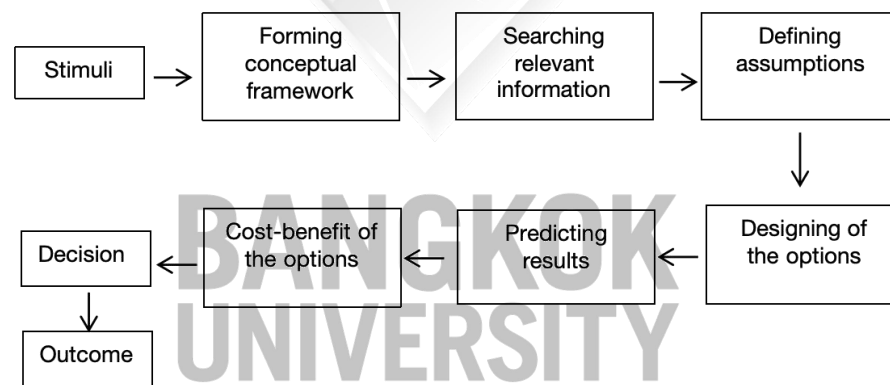 Stimuli
Forming
conceptual
framework
Searching
relevant
information
Defining
assumptions
Designing of
the options
Predicting
results
Cost-benefit of
the options
Decision
Outcome
BANGKOK
UNIVERSITY